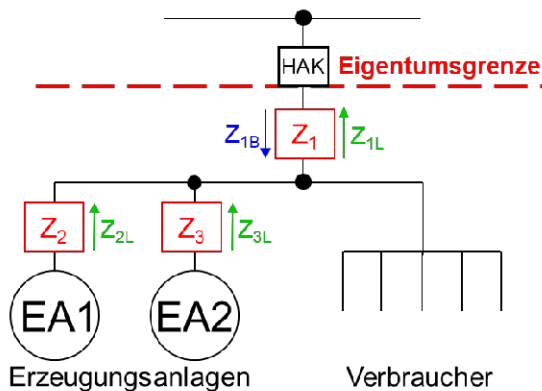 HAK Eigentumsgrenze
Z1B Z1 Z1L
Z2 Z2L Z3 Z3L
EA1 EA2
Erzeugungsanlagen Verbraucher